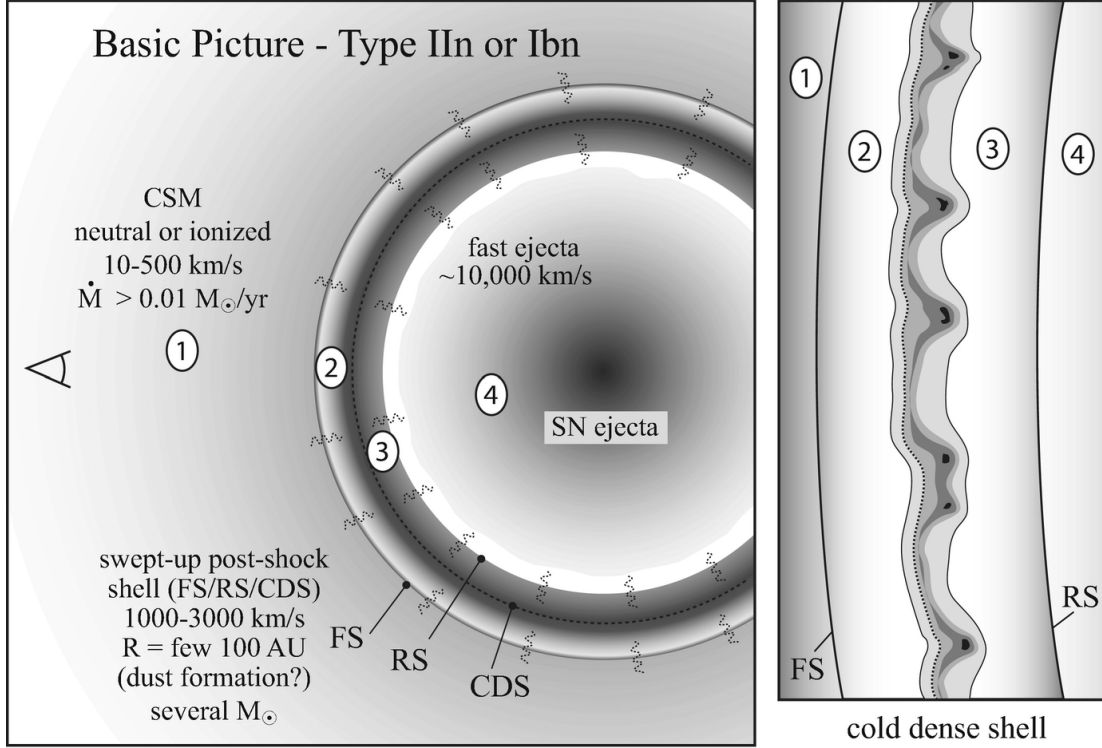 Basic Picture - Type IIn or Ibn
CSM
neutral or ionized
10-500 km/s
Ṁ > 0.01 M☉/yr
1
2
3
4
fast ejecta
~10,000 km/s
SN ejecta
swept-up post-shock
shell (FS/RS/CDS)
1000-3000 km/s
R = few 100 AU
(dust formation?)
several M☉
FS
RS
CDS
1
2
3
4
FS
RS
cold dense shell